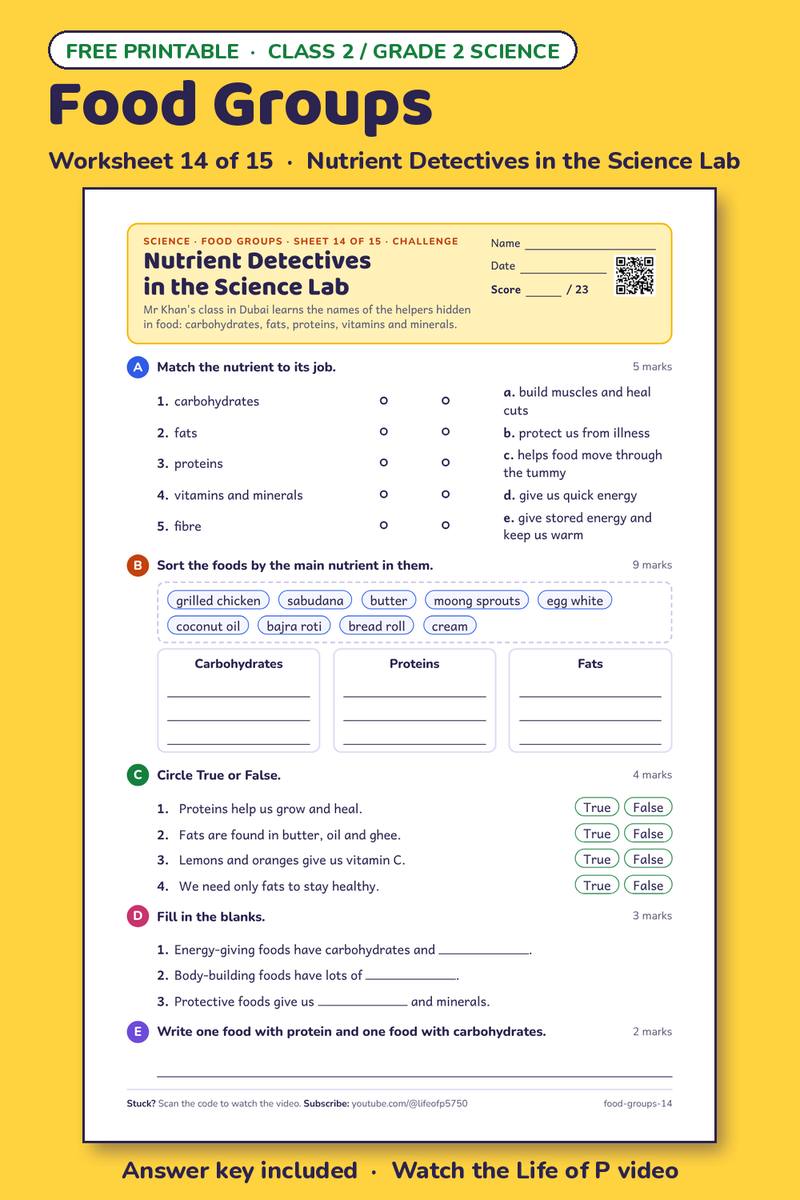 FREE PRINTABLE · CLASS 2 / GRADE 2 SCIENCE
Food Groups
Worksheet 14 of 15 · Nutrient Detectives in the Science Lab
SCIENCE · FOOD GROUPS · SHEET 14 OF 15 · CHALLENGE
Nutrient Detectives
in the Science Lab
Mr Khan's class in Dubai learns the names of the helpers hidden
in food: carbohydrates, fats, proteins, vitamins and minerals.
Name
Date
Score / 23
A Match the nutrient to its job. 5 marks
1. carbohydrates a. build muscles and heal
cuts
2. fats b. protect us from illness
3. proteins c. helps food move through
the tummy
4. vitamins and minerals d. give us quick energy
5. fibre e. give stored energy and
keep us warm
B Sort the foods by the main nutrient in them. 9 marks
grilled chicken sabudana butter moong sprouts egg white
coconut oil bajra roti bread roll cream
Carbohydrates Proteins Fats
C Circle True or False. 4 marks
1. Proteins help us grow and heal. True False
2. Fats are found in butter, oil and ghee. True False
3. Lemons and oranges give us vitamin C. True False
4. We need only fats to stay healthy. True False
D Fill in the blanks. 3 marks
1. Energy-giving foods have carbohydrates and ____________.
2. Body-building foods have lots of ____________.
3. Protective foods give us ____________ and minerals.
E Write one food with protein and one food with carbohydrates. 2 marks
Stuck? Scan the code to watch the video. Subscribe: youtube.com/@lifeofp5750 food-groups-14
Answer key included · Watch the Life of P video